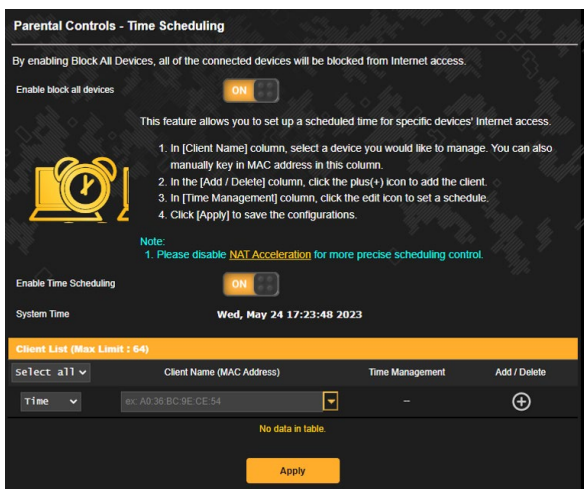 Parental Controls - Time Scheduling
By enabling Block All Devices, all of the connected devices will be blocked from Internet access.
Enable block all devices
ON
This feature allows you to set up a scheduled time for specific devices' Internet access.
1. In [Client Name] column, select a device you would like to manage. You can also
manually key in MAC address in this column.
2. In the [Add / Delete] column, click the plus(+) icon to add the client.
3. In [Time Management] column, click the edit icon to set a schedule.
4. Click [Apply] to save the configurations.
Note:
1. Please disable NAT Acceleration for more precise scheduling control.
Enable Time Scheduling
ON
System Time
Wed, May 24 17:23:48 2023
Client List (Max Limit : 64)
Select all
Client Name (MAC Address)
Time Management
Add / Delete
Time
ex: A0:36:BC:9E:CE:54
--
No data in table.
Apply